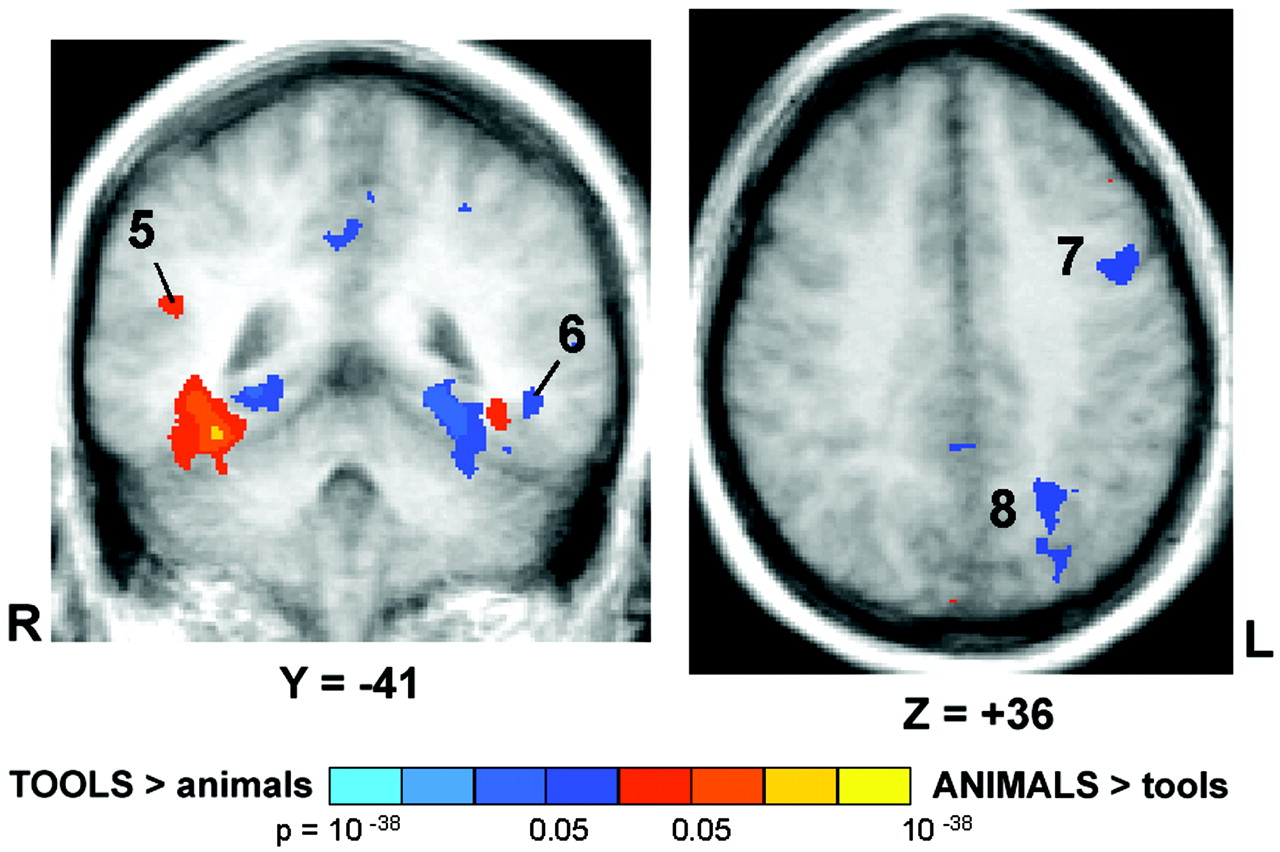 5
6
7
8
R
L
Y = -41
Z = +36
TOOLS > animals
ANIMALS > tools
p = 10 -38
0.05
0.05
10 -38